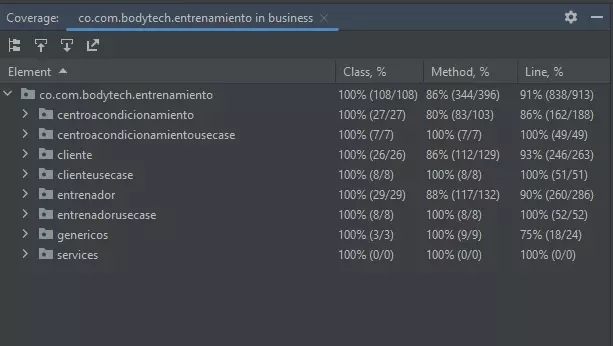 Coverage: co.com.bodytech.entrenamiento in business
Element Class, % Method, % Line, %
co.com.bodytech.entrenamiento 100% (108/108) 86% (344/396) 91% (838/913)
centroacondicionamiento 100% (27/27) 80% (83/103) 86% (162/188)
centroacondicionamientousecase 100% (7/7) 100% (7/7) 100% (49/49)
cliente 100% (26/26) 86% (112/129) 93% (246/263)
clienteusecase 100% (8/8) 100% (8/8) 100% (51/51)
entrenador 100% (29/29) 88% (117/132) 90% (260/286)
entrenadorusecase 100% (8/8) 100% (8/8) 100% (52/52)
genericos 100% (3/3) 100% (9/9) 75% (18/24)
services 100% (0/0) 100% (0/0) 100% (0/0)